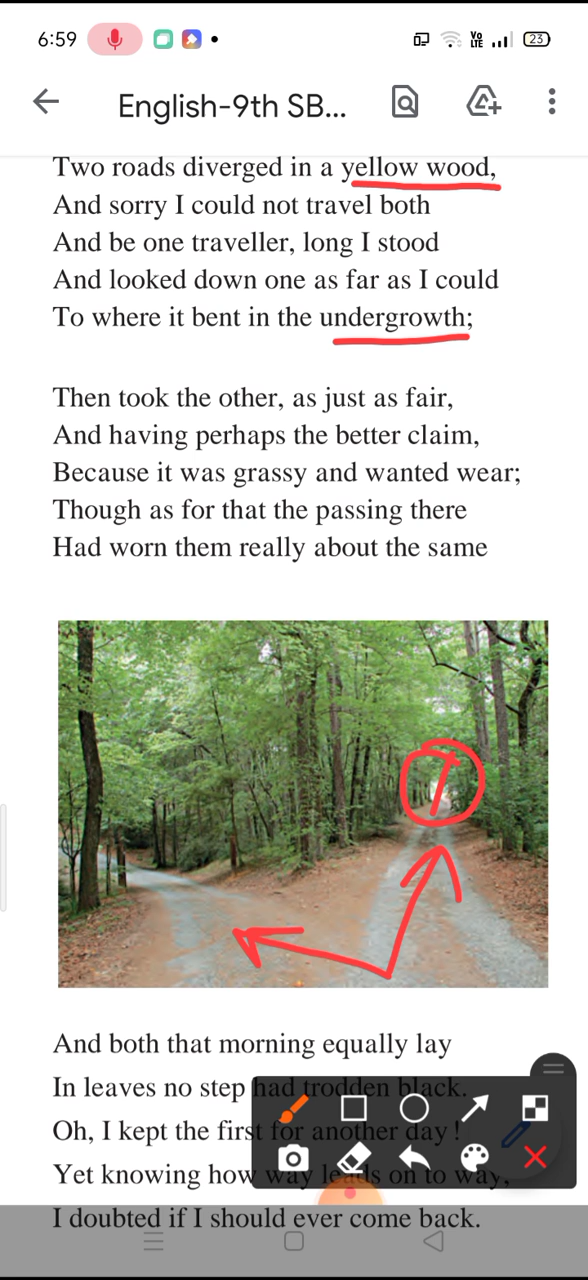 6:59
Vo
LTE
23
English-9th SB...
Two roads diverged in a yellow wood,
And sorry I could not travel both
And be one traveller, long I stood
And looked down one as far as I could
To where it bent in the undergrowth;
Then took the other, as just as fair,
And having perhaps the better claim,
Because it was grassy and wanted wear;
Though as for that the passing there
Had worn them really about the same
And both that morning equally lay
In leaves no step had trodden black.
Oh, I kept the first for another day !
Yet knowing how way leads on to way,
I doubted if I should ever come back.